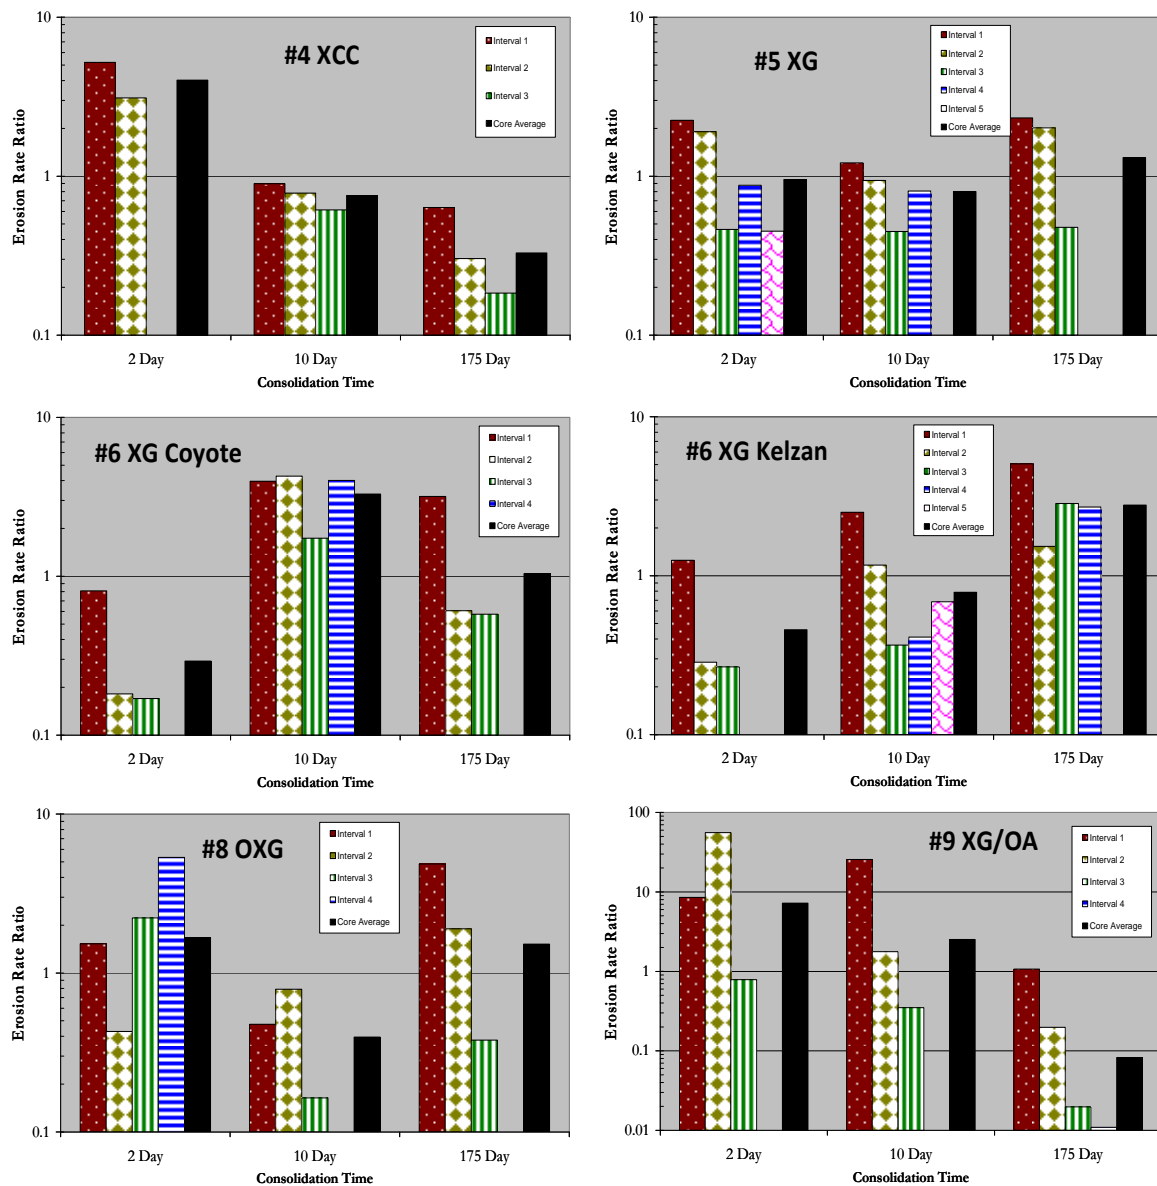 #4 XCC
Erosion Rate Ratio
10
1
0.1
Interval 1
Interval 2
Interval 3
Core Average
2 Day
10 Day
175 Day
Consolidation Time
#5 XG
Erosion Rate Ratio
10
1
0.1
Interval 1
Interval 2
Interval 3
Interval 4
Interval 5
Core Average
2 Day
10 Day
175 Day
Consolidation Time
#6 XG Coyote
Erosion Rate Ratio
10
1
0.1
Interval 1
Interval 2
Interval 3
Interval 4
Core Average
2 Day
10 Day
175 Day
Consolidation Time
#6 XG Kelzan
Erosion Rate Ratio
10
1
0.1
Interval 1
Interval 2
Interval 3
Interval 4
Interval 5
Core Average
2 Day
10 Day
175 Day
Consolidation Time
#8 OXG
Erosion Rate Ratio
10
1
0.1
Interval 1
Interval 2
Interval 3
Interval 4
Core Average
2 Day
10 Day
175 Day
Consolidation Time
#9 XG/OA
Erosion Rate Ratio
100
10
1
0.1
0.01
Interval 1
Interval 2
Interval 3
Interval 4
Core Average
2 Day
10 Day
175 Day
Consolidation Time